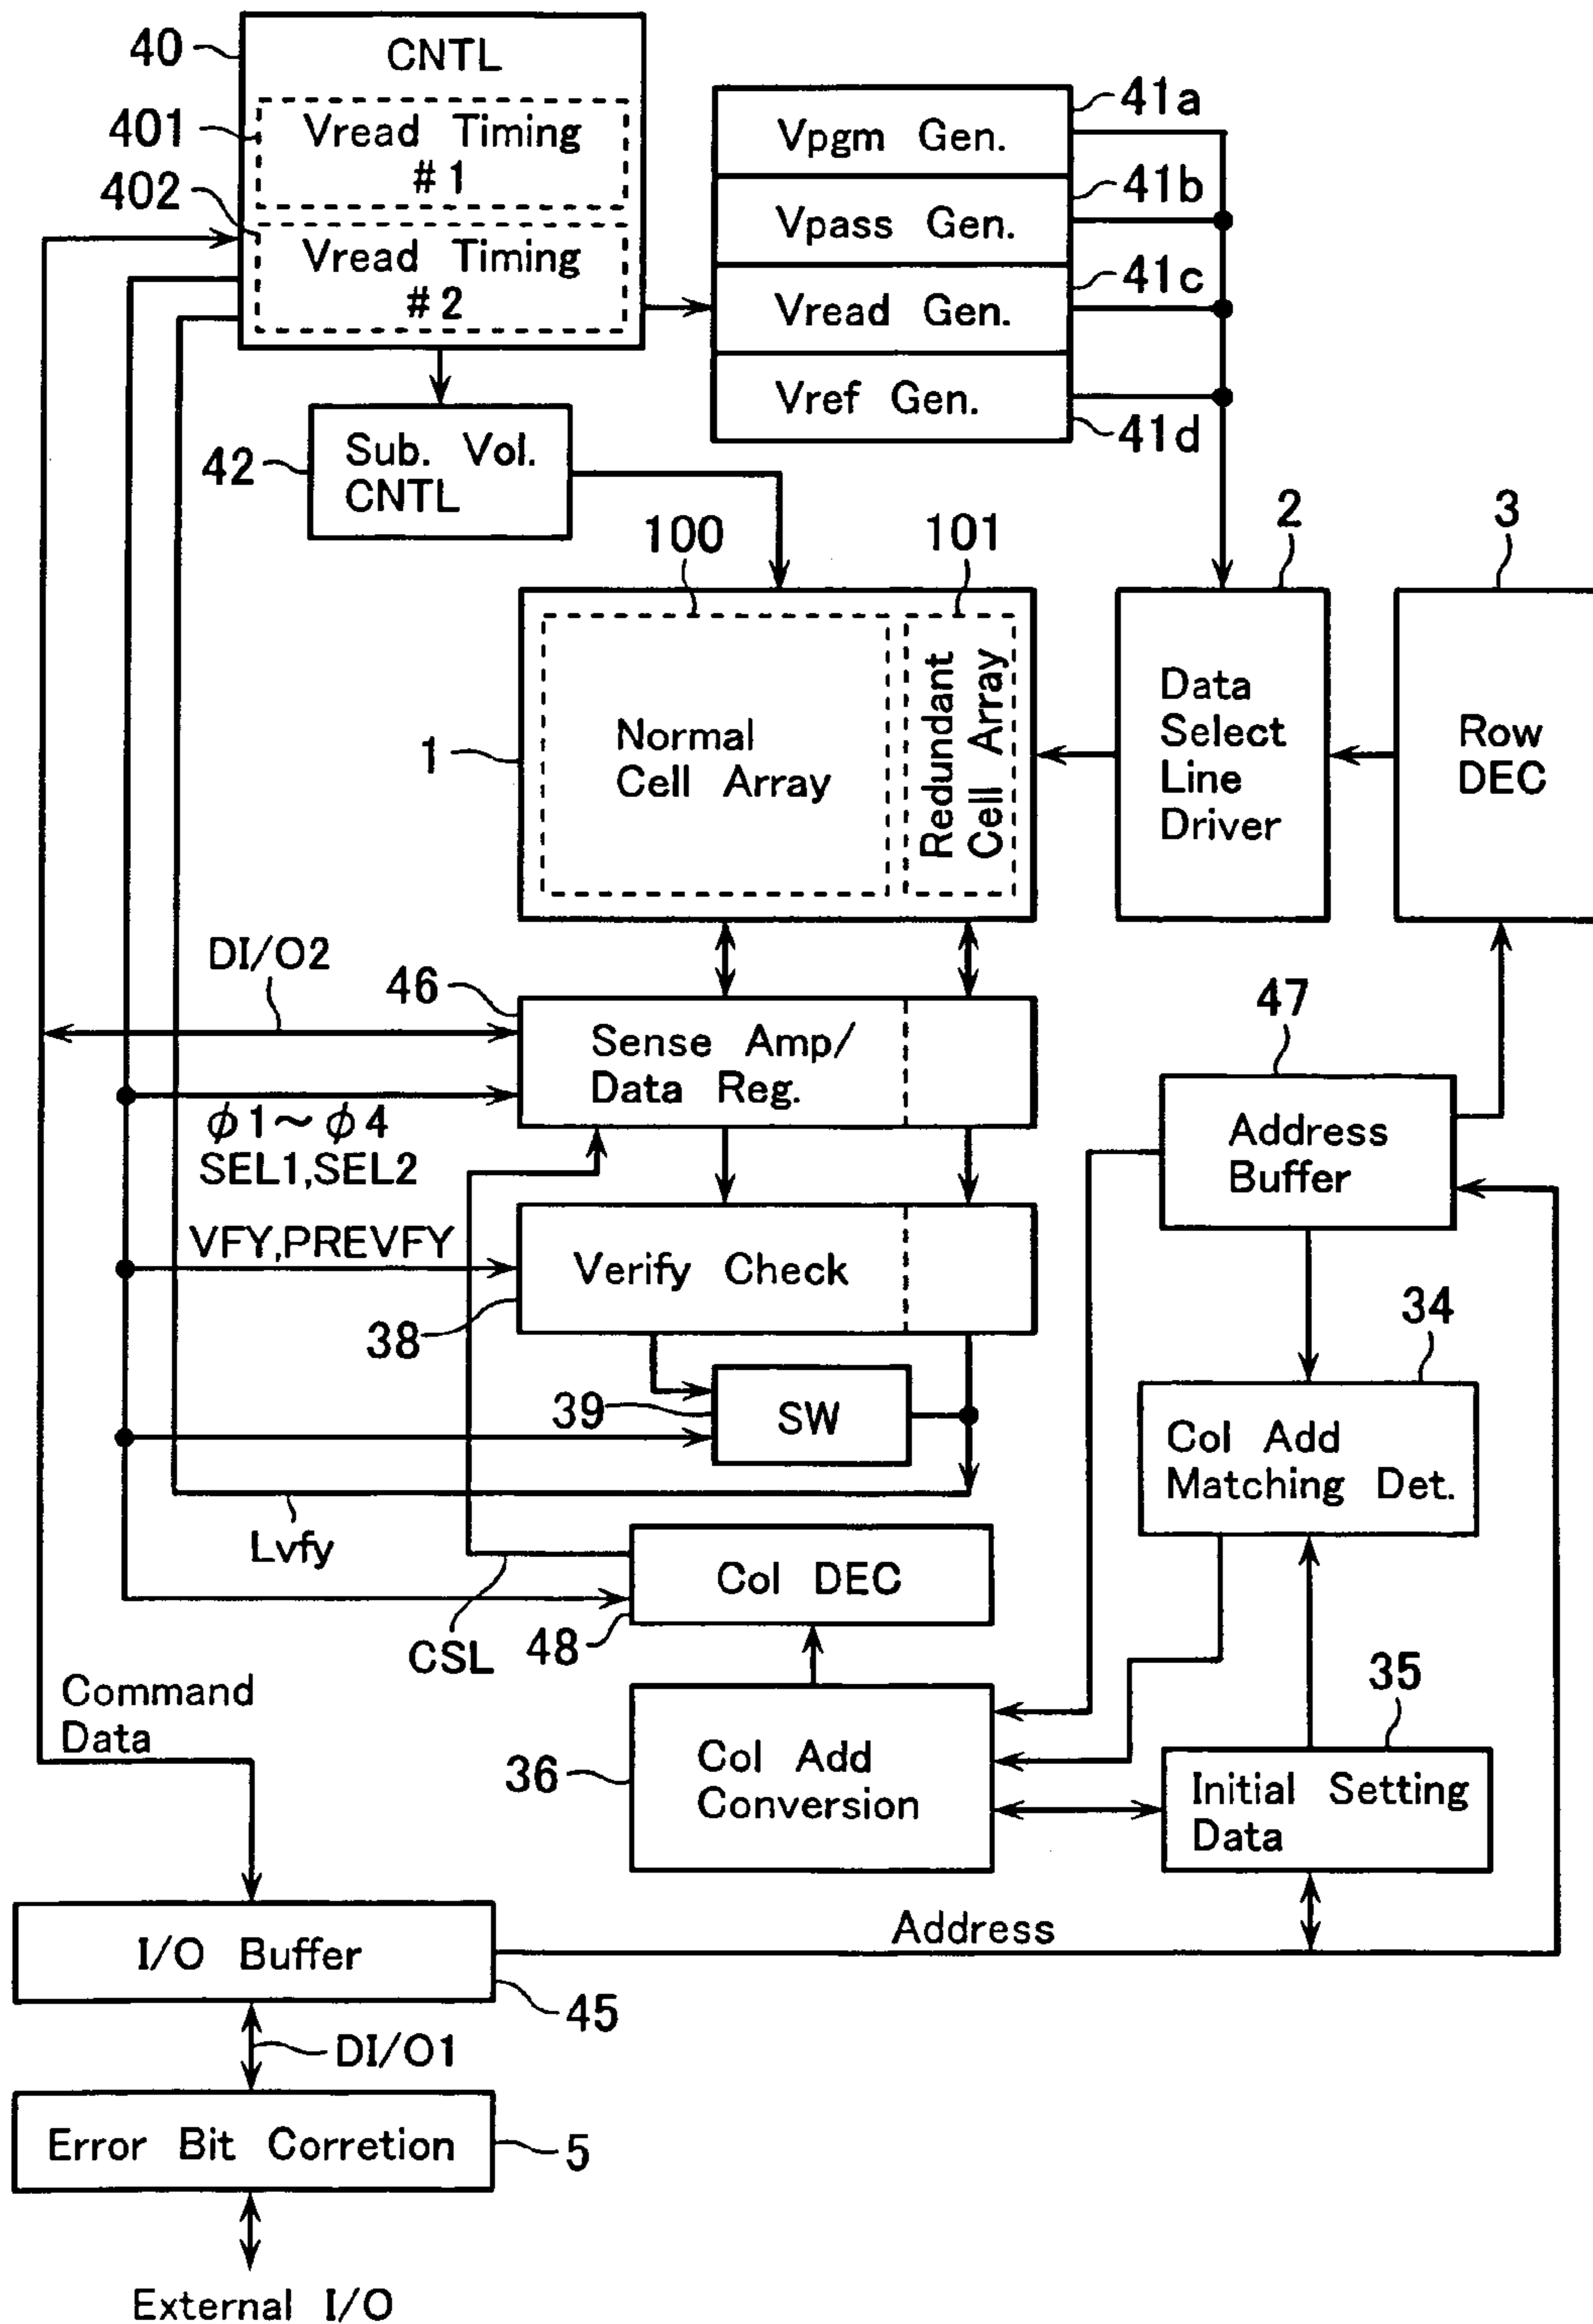 40
CNTL
401
Vread Timing
#1
402
Vread Timing
#2
Vpgm Gen.
41a
Vpass Gen.
41b
Vread Gen.
41c
Vref Gen.
41d
42
Sub. Vol.
CNTL
100
101
2
3
1
Normal
Cell Array
Redundant
Cell Array
Data
Select
Line
Driver
Row
DEC
DI/O2
46
Sense Amp/
Data Reg.
47
Address
Buffer
ϕ1～ϕ4
SEL1,SEL2
VFY,PREVFY
Verify Check
38
34
39
SW
Col Add
Matching Det.
Lvfy
Col DEC
CSL
48
Command
Data
35
36
Col Add
Conversion
Initial Setting
Data
Address
I/O Buffer
45
DI/O1
Error Bit Corretion
5
External I/O